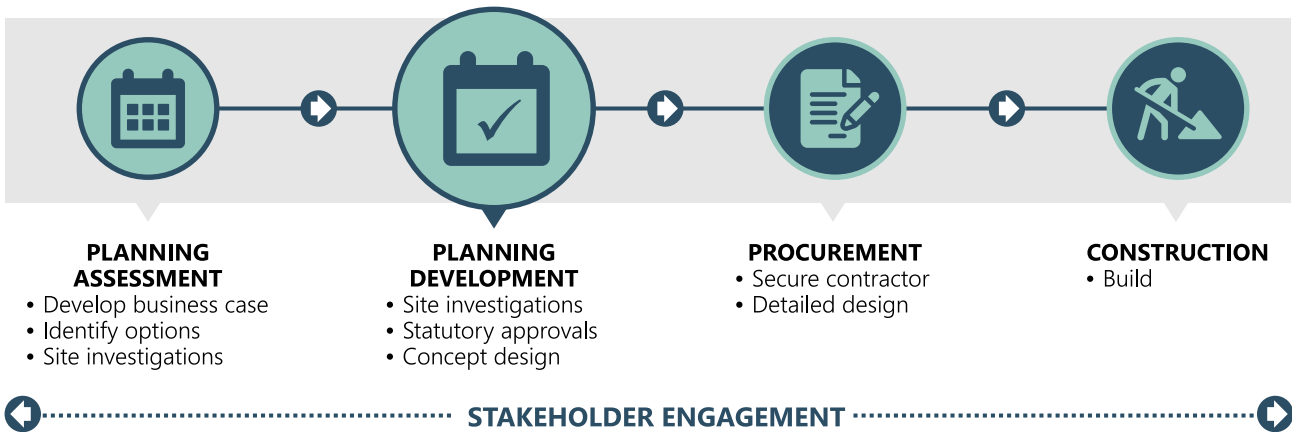 PLANNING
ASSESSMENT
• Develop business case
• Identify options
• Site investigations
PLANNING
DEVELOPMENT
• Site investigations
• Statutory approvals
• Concept design
PROCUREMENT
• Secure contractor
• Detailed design
CONSTRUCTION
• Build
STAKEHOLDER ENGAGEMENT